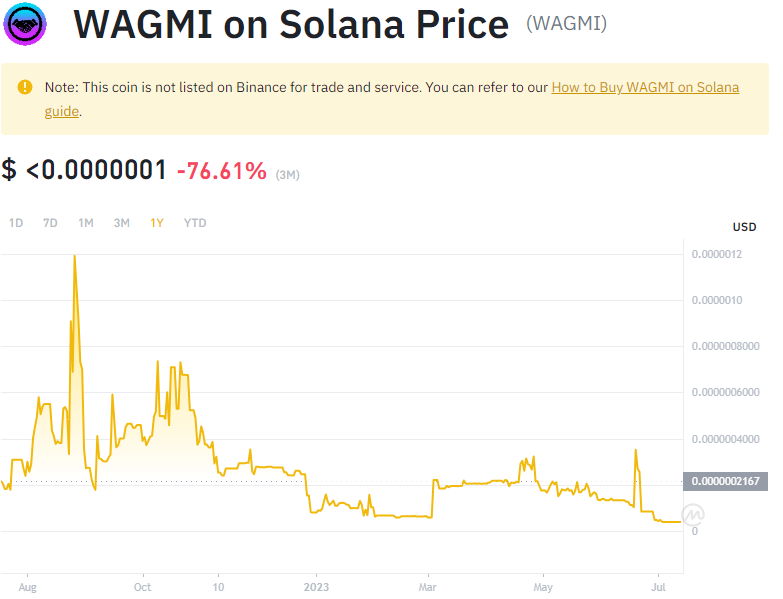 WAGMI on Solana Price (WAGMI)
Note: This coin is not listed on Binance for trade and service. You can refer to our How to Buy WAGMI on Solana
guide.
$ <0.0000001 -76.61% (3M)
1D 7D 1M 3M 1Y YTD
USD
0.0000012
0.0000010
0.0000008000
0.0000006000
0.0000004000
0.0000002167
0
Aug Oct 10 2023 Mar May Jul